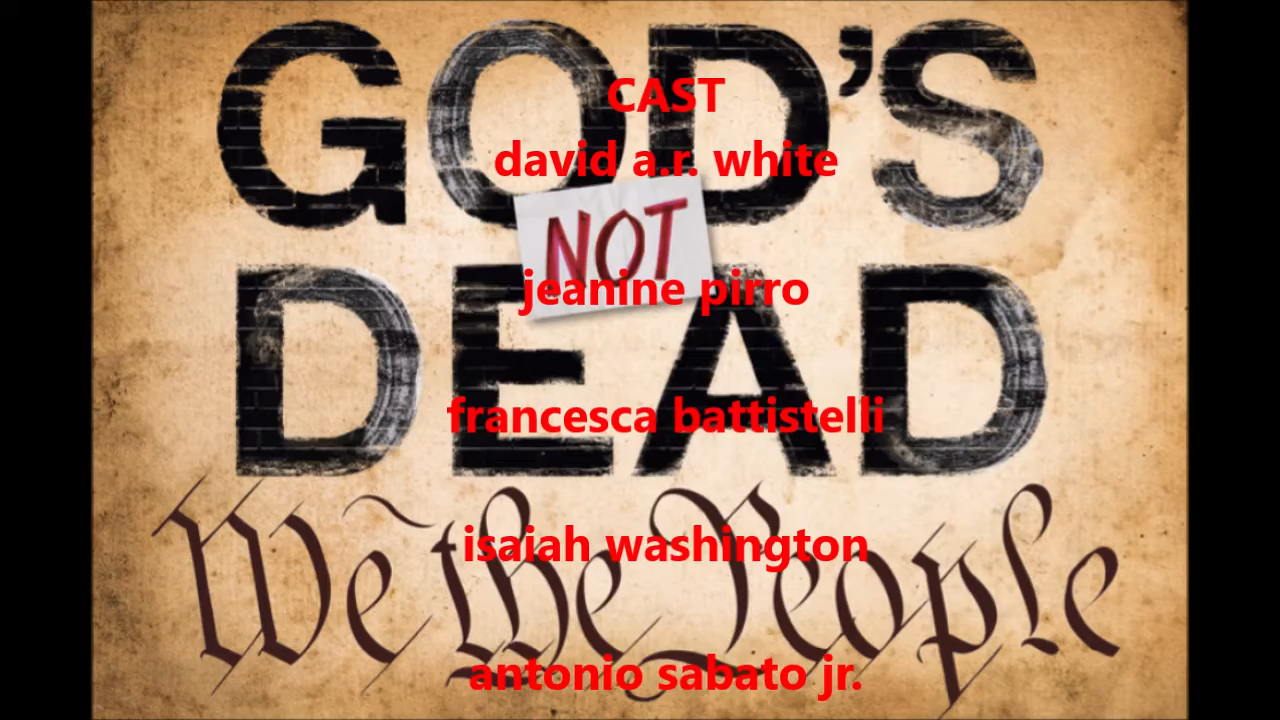 GOD'S
CAST
david a.r. white
NOT
jeanine pirro
DEAD
francesca battistelli
We the People
isaiah washington
antonio sabato jr.